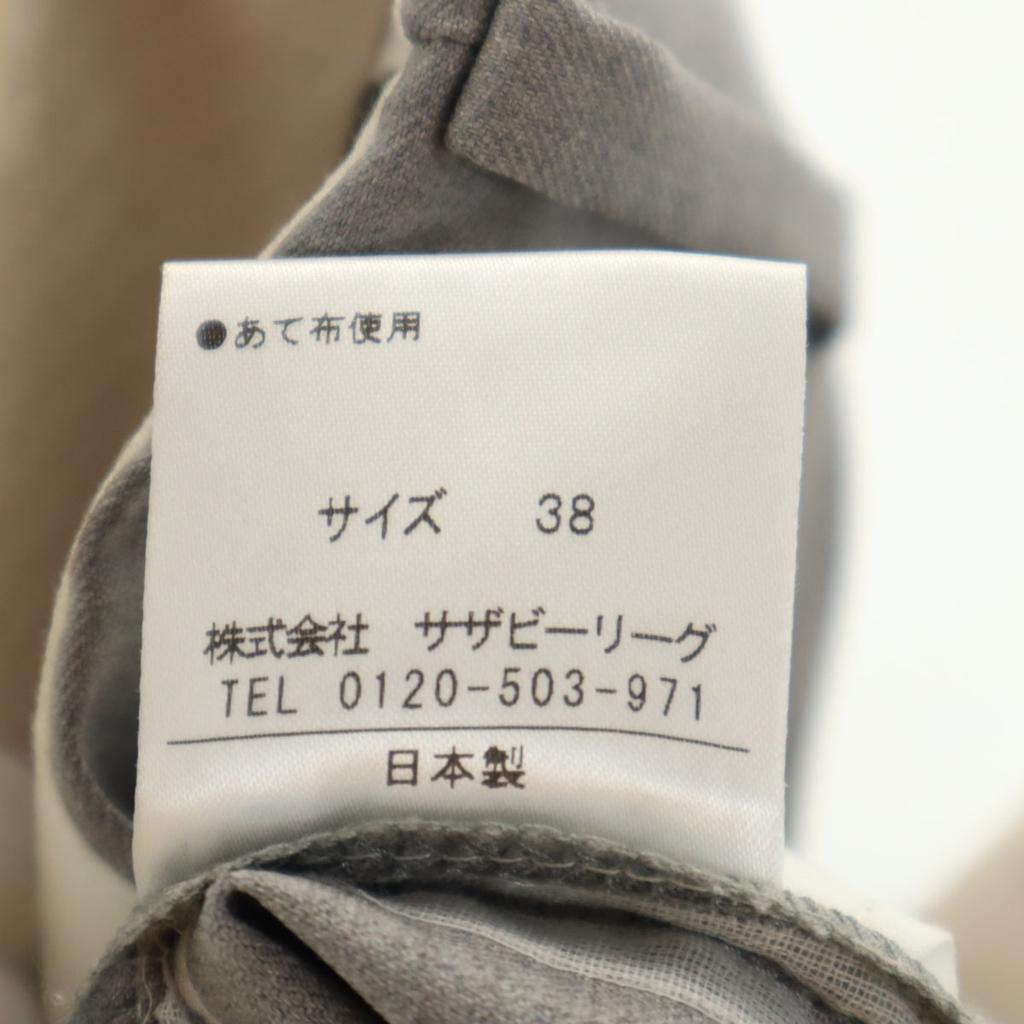 ●あて布使用
サイズ 38
株式会社 サザビーリーグ
TEL 0120-503-971
日本製